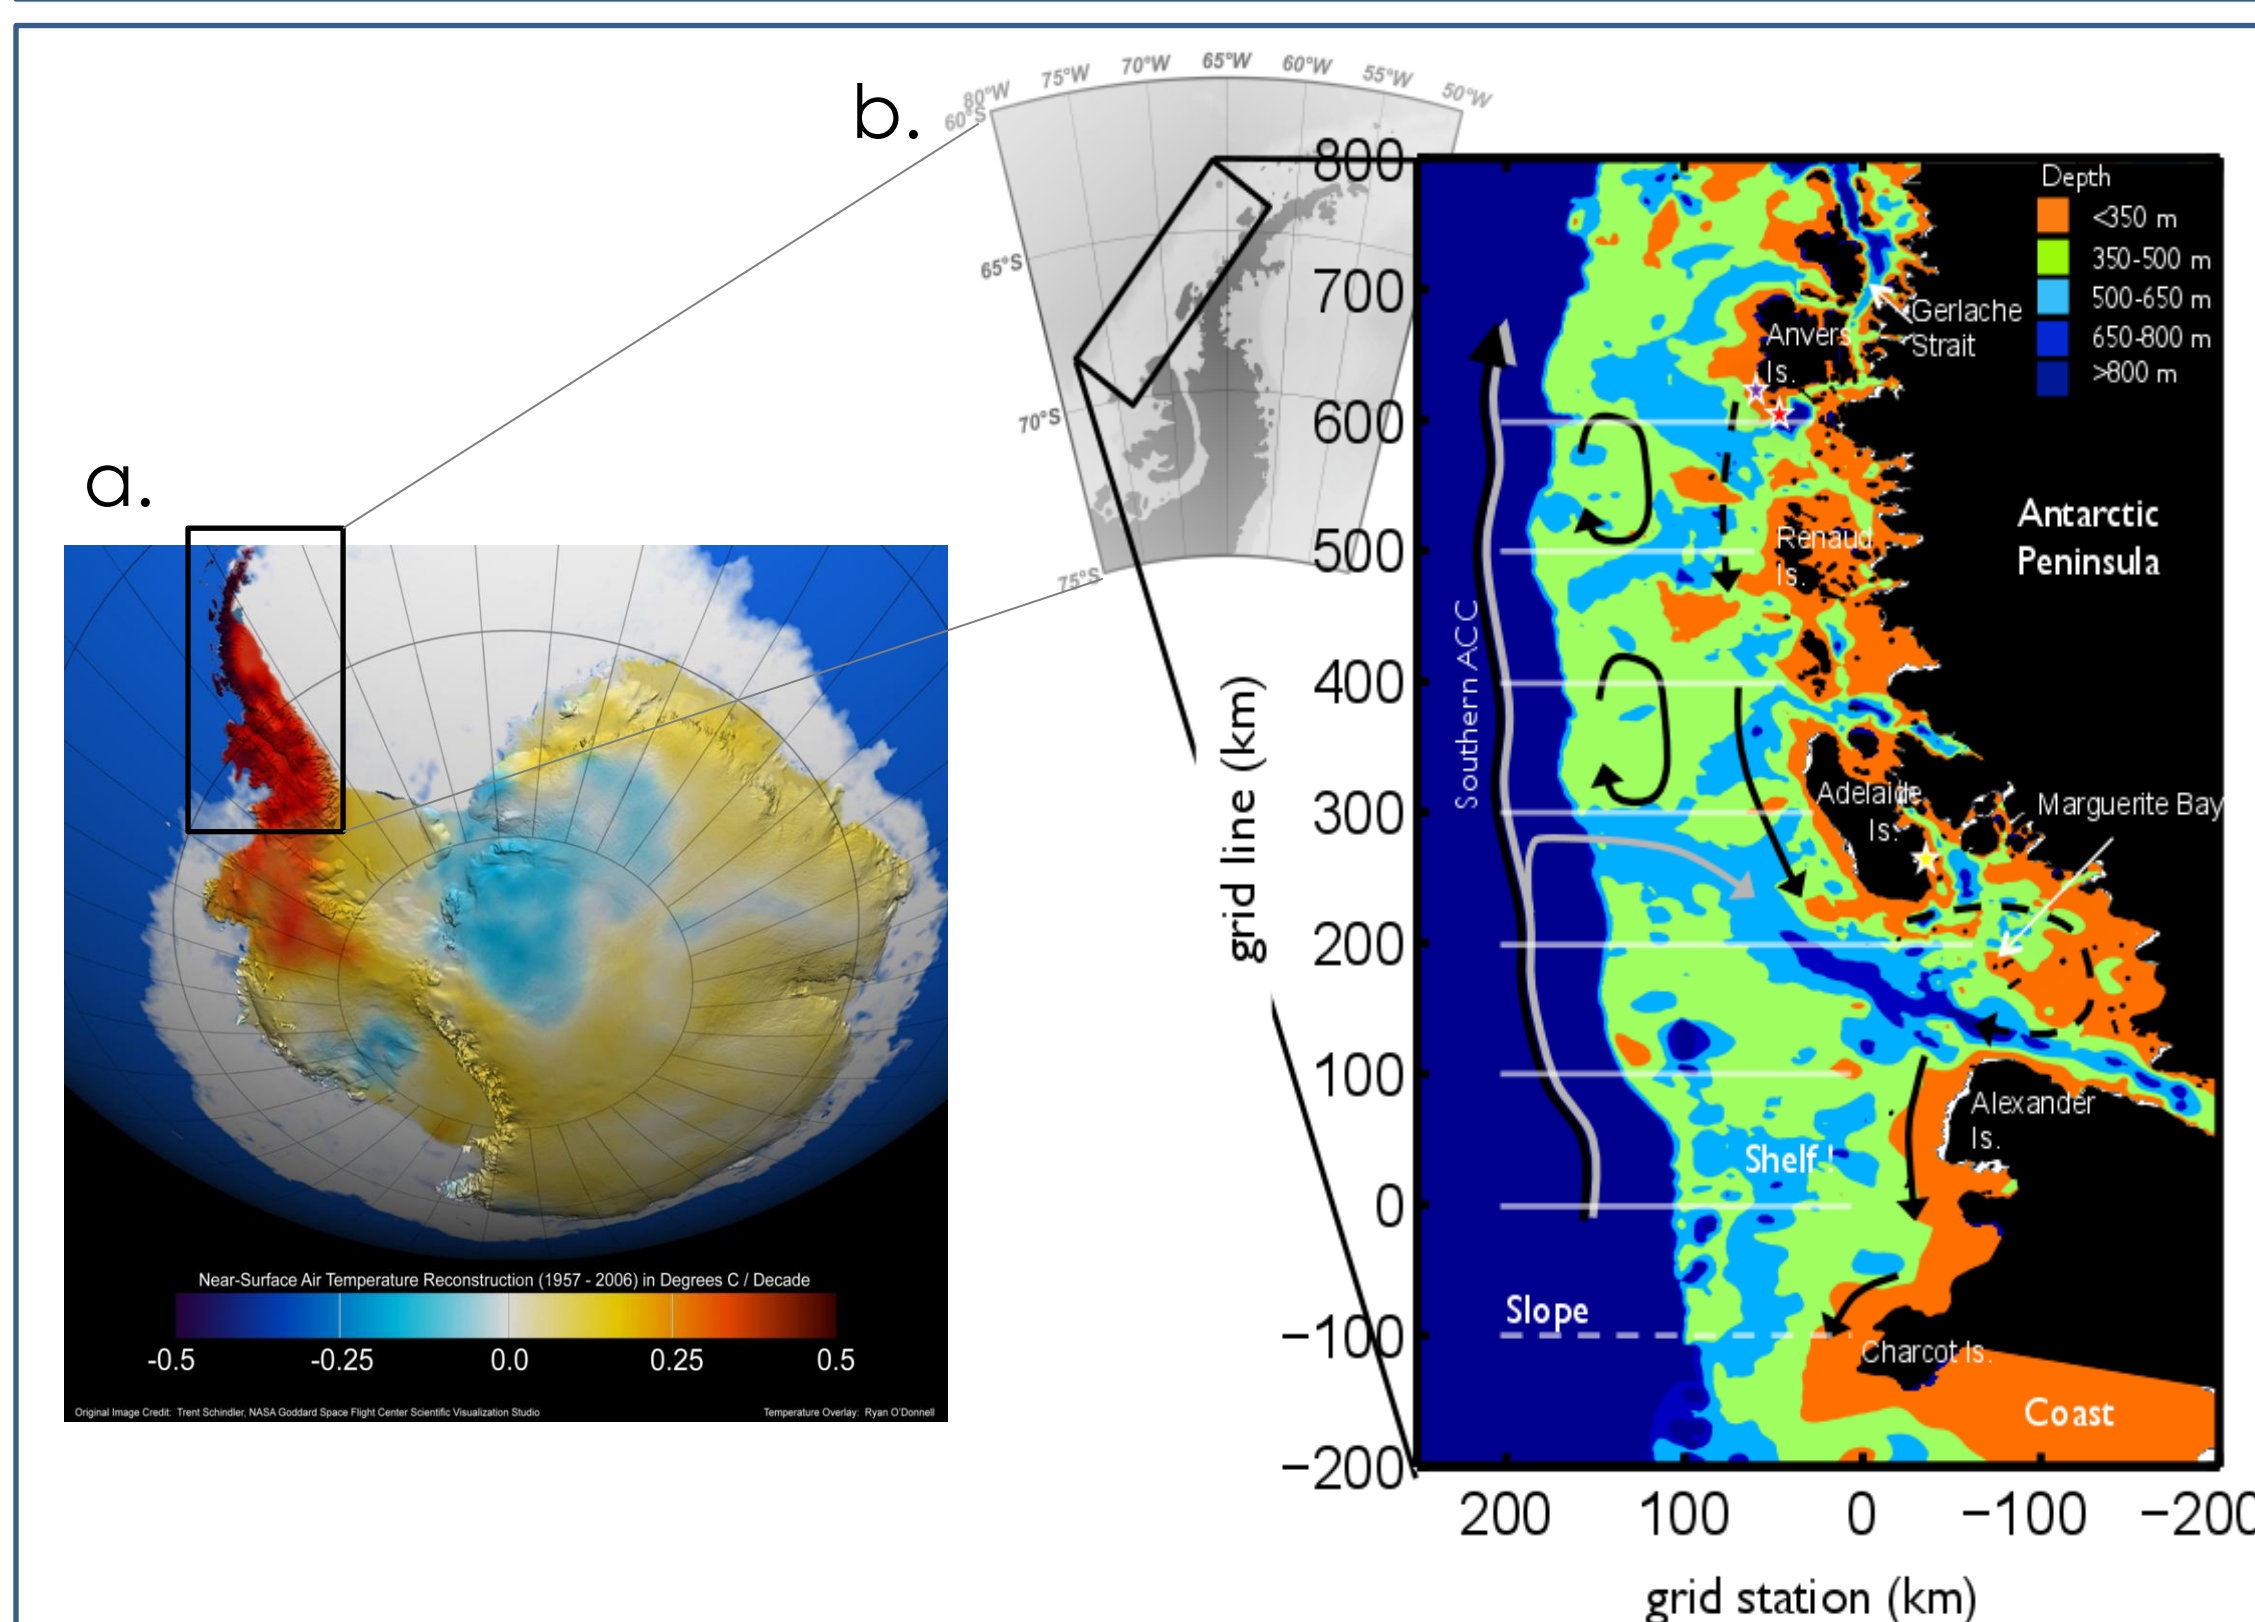 a.
Near-Surface Air Temperature Reconstruction (1957 - 2006) in Degrees C / Decade
-0.5 -0.25 0.0 0.25 0.5
Original Image Credit: Trent Schindler, NASA Goddard Space Flight Center Scientific Visualization Studio
Temperature Overlay: Ryan O'Donnell
b.
80°W 75°W 70°W 65°W 60°W 55°W 50°W
60°S
65°S
70°S
75°S
grid line (km)
800
700
600
500
400
300
200
100
0
−100
−200
Depth
<350 m
350-500 m
500-650 m
650-800 m
>800 m
Gerlache
Strait
Anvers
Is.
Antarctic
Peninsula
Renaud
Is.
Southern ACC
Adelaide
Is.
Marguerite Bay
Alexander
Is.
Shelf !
Slope
Charcot Is.
Coast
200 100 0 −100 −200
grid station (km)